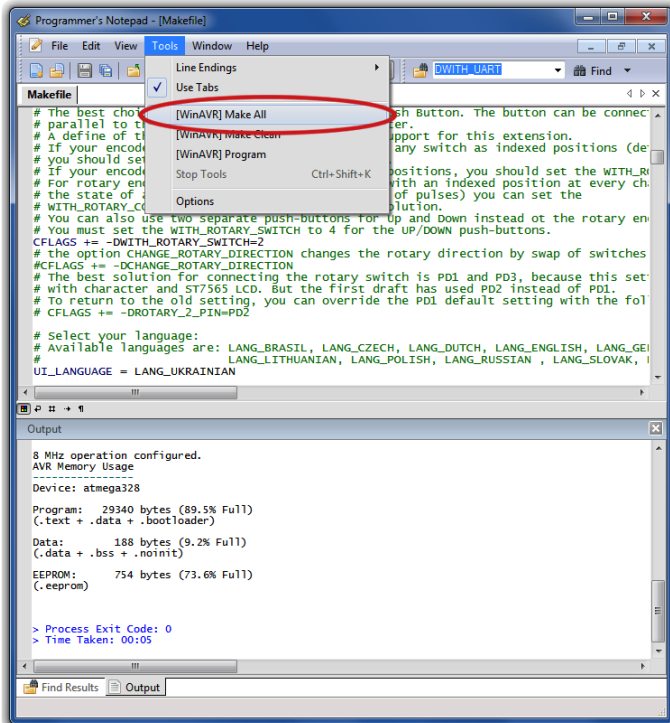 Programmer's Notepad - [Makefile]
File Edit View Tools Window Help
DWITH_UART Find
Line Endings
Use Tabs
[WinAVR] Make All
[WinAVR] Make Clean
[WinAVR] Program
Stop Tools Ctrl+Shift+K
Options
Makefile
# The best choi sh Button. The button can be connec
# parallel to th er.
# A define of th upport for this extension.
# If your encode any switch as indexed positions (de
# you should set
# If your encode positions, you should set the WITH_R
# For rotary en with an indexed position at every ch
# the state of a of pulses) you can set the
# WITH_ROTARY_CO olution.
# You can also use two separate push-buttons for Up and Down instead ot the rotary en
# You must set the WITH_ROTARY_SWITCH to 4 for the UP/DOWN push-buttons.
CFLAGS += -DWITH_ROTARY_SWITCH=2
# the option CHANGE_ROTARY_DIRECTION changes the rotary direction by swap of switches
#CFLAGS += -DCHANGE_ROTARY_DIRECTION
# The best solution for connecting the rotary switch is PD1 and PD3, because this set
# with character and ST7565 LCD. But the first draft has used PD2 instead of PD1.
# To return to the old setting, you can override the PD1 default setting with the fol
# CFLAGS += -DROTARY_2_PIN=PD2
# Select your language:
# Available languages are: LANG_BRASIL, LANG_CZECH, LANG_DUTCH, LANG_ENGLISH, LANG_GE
# LANG_LITHUANIAN, LANG_POLISH, LANG_RUSSIAN , LANG_SLOVAK,
UI_LANGUAGE = LANG_UKRAINIAN
Output
8 MHz operation configured.
AVR Memory Usage
----------------
Device: atmega328
Program: 29340 bytes (89.5% Full)
(.text + .data + .bootloader)
Data: 188 bytes (9.2% Full)
(.data + .bss + .noinit)
EEPROM: 754 bytes (73.6% Full)
(.eeprom)
> Process Exit Code: 0
> Time Taken: 00:05
Find Results Output